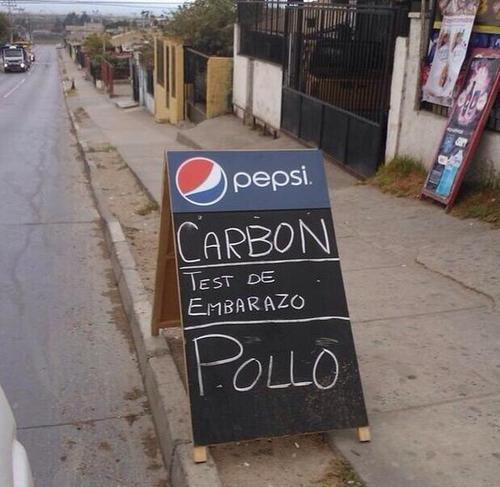 pepsi
CARBON
TEST DE
EMBARAZO
POLLO